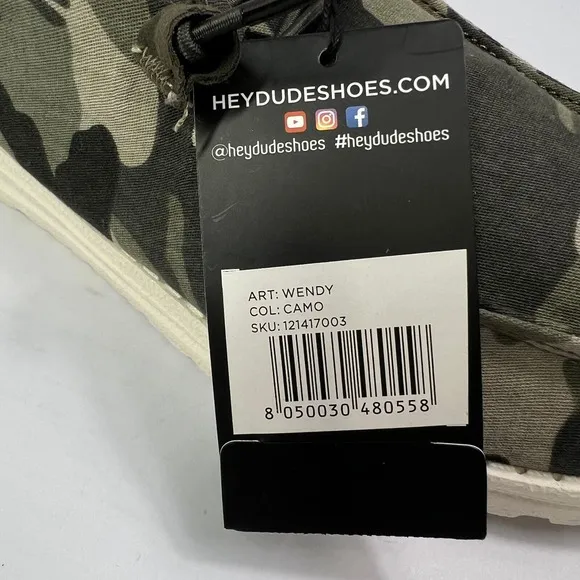 HEYDUDESHOES.COM
@heydudeshoes #heydudeshoes
ART: WENDY
COL: CAMO
SKU: 121417003
8 050030 480558